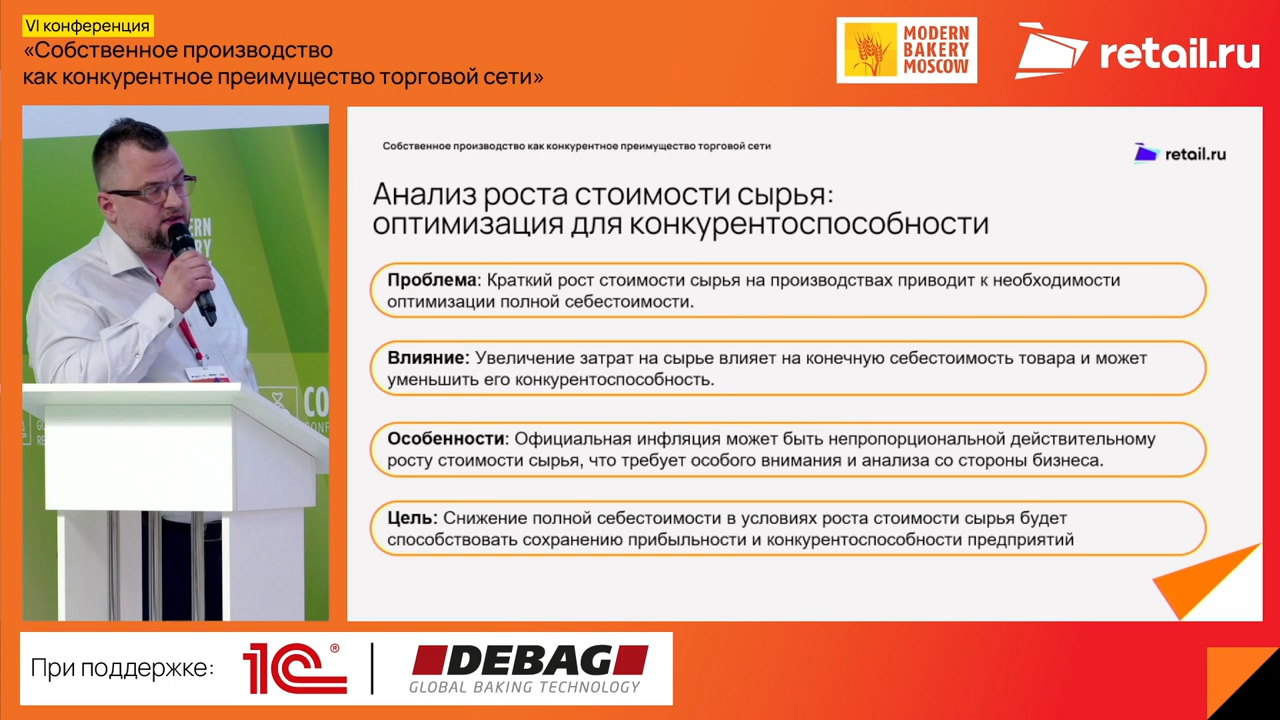 VI конференция
«Собственное производство
как конкурентное преимущество торговой сети»
MODERN
BAKERY
MOSCOW
retail.ru
Собственное производство как конкурентное преимущество торговой сети
retail.ru
Анализ роста стоимости сырья:
оптимизация для конкурентоспособности
Проблема: Краткий рост стоимости сырья на производствах приводит к необходимости
оптимизации полной себестоимости.
Влияние: Увеличение затрат на сырье влияет на конечную себестоимость товара и может
уменьшить его конкурентоспособность.
Особенности: Официальная инфляция может быть непропорциональной действительному
росту стоимости сырья, что требует особого внимания и анализа со стороны бизнеса.
Цель: Снижение полной себестоимости в условиях роста стоимости сырья будет
способствовать сохранению прибыльности и конкурентоспособности предприятий
CO
При поддержке:
1C®
DEBAG
GLOBAL BAKING TECHNOLOGY